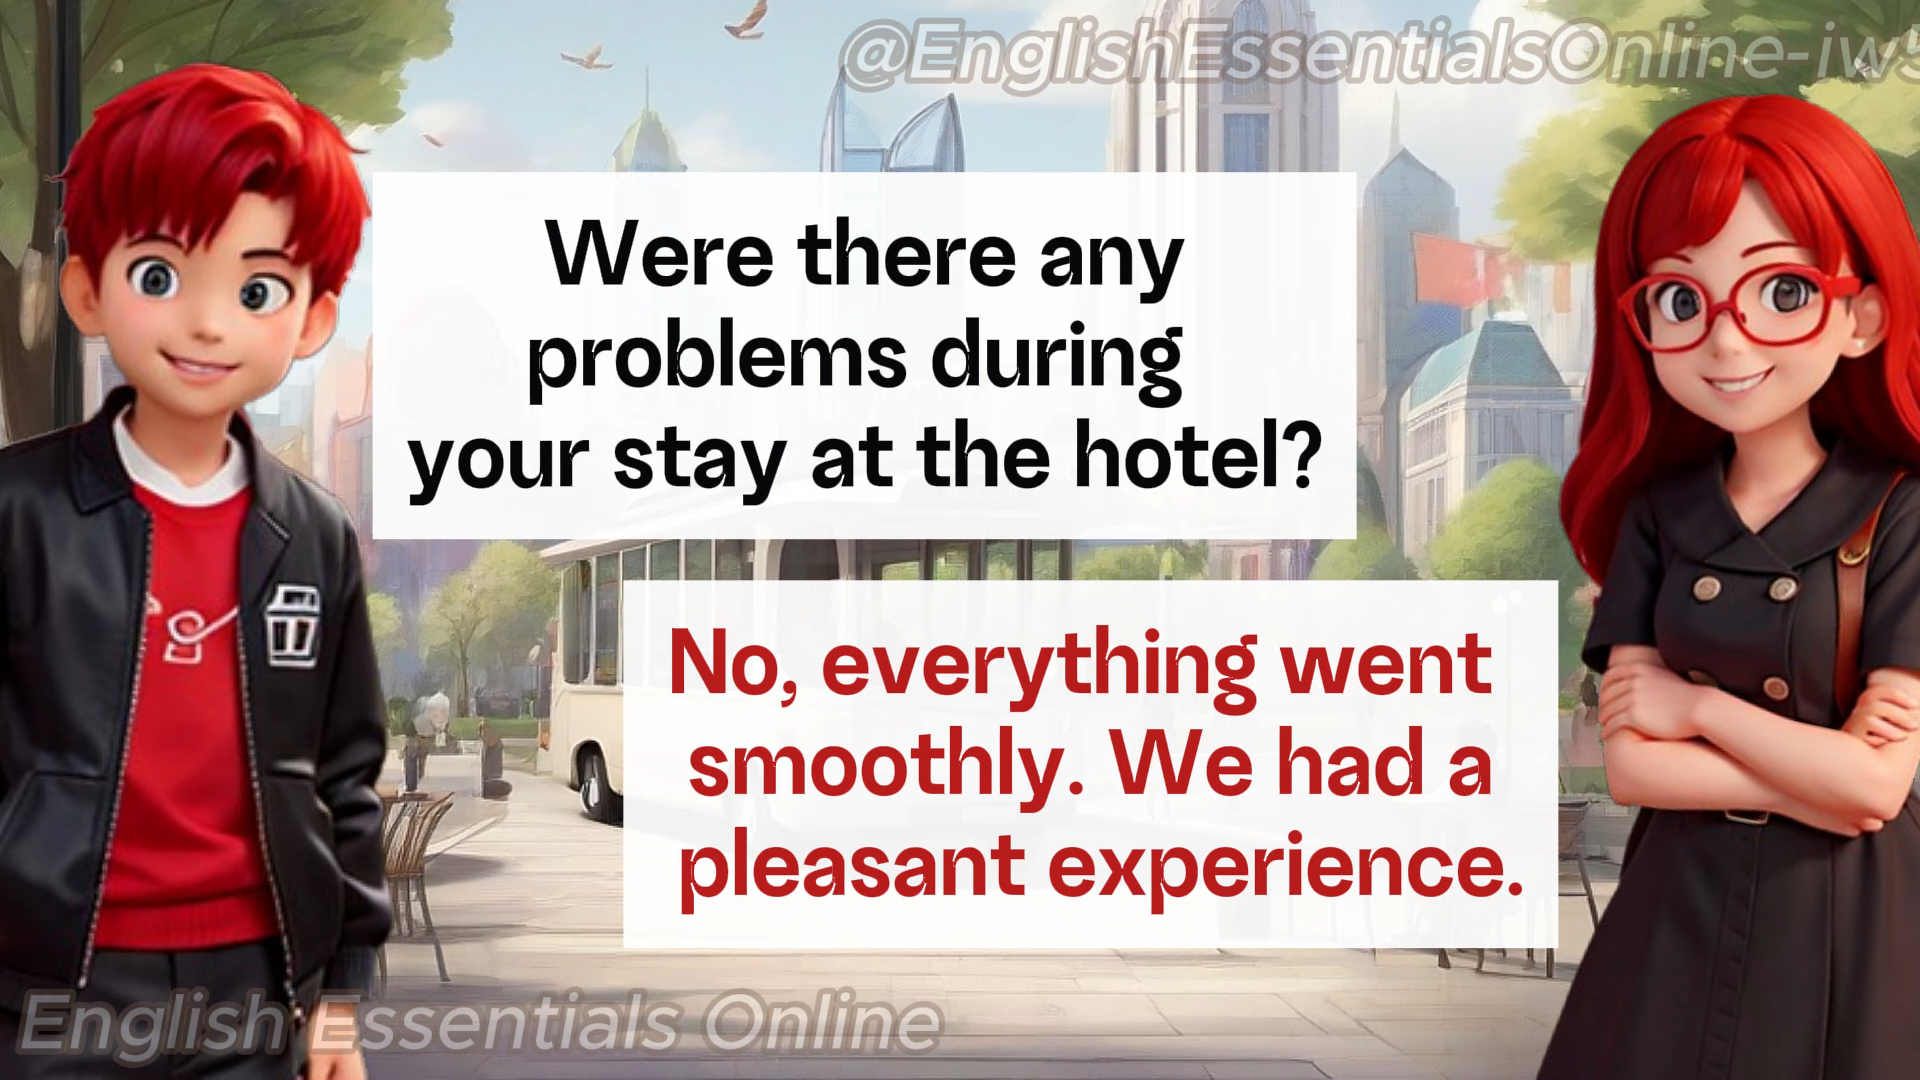 @EnglishEssentialsOnline-iw5
Were there any
problems during
your stay at the hotel?
No, everything went
smoothly. We had a
pleasant experience.
English Essentials Online